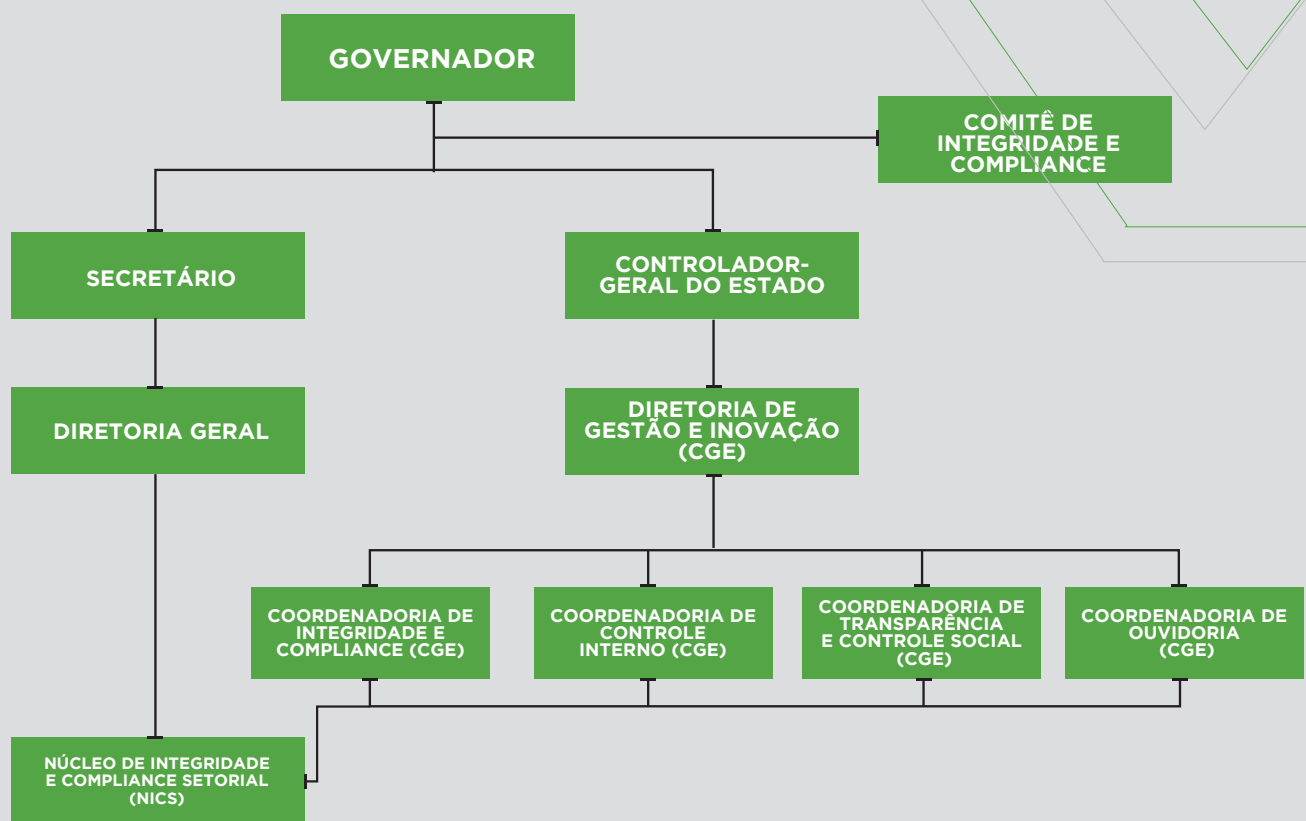 GOVERNADOR
COMITÊ DE
INTEGRIDADE E
COMPLIANCE
SECRETÁRIO
CONTROLADOR-
GERAL DO ESTADO
DIRETORIA GERAL
DIRETORIA DE
GESTÃO E INOVAÇÃO
(CGE)
COORDENADORIA DE
INTEGRIDADE E
COMPLIANCE (CGE)
COORDENADORIA DE
CONTROLE
INTERNO (CGE)
COORDENADORIA DE
TRANSPARÊNCIA
E CONTROLE SOCIAL
(CGE)
COORDENADORIA DE
OUVIDORIA
(CGE)
NÚCLEO DE INTEGRIDADE
E COMPLIANCE SETORIAL
(NICS)